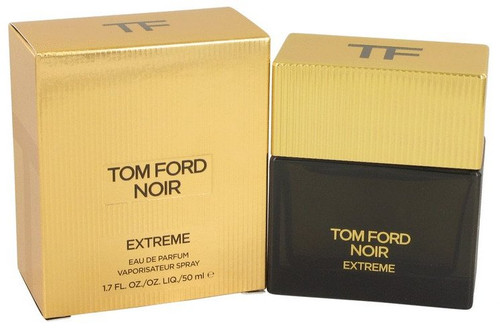 TF
TOM FORD
NOIR
EXTREME
EAU DE PARFUM
VAPORISATEUR SPRAY
1.7 FL. OZ./OZ. LIQ./50 ml ℮
TF
TOM FORD
NOIR
EXTREME